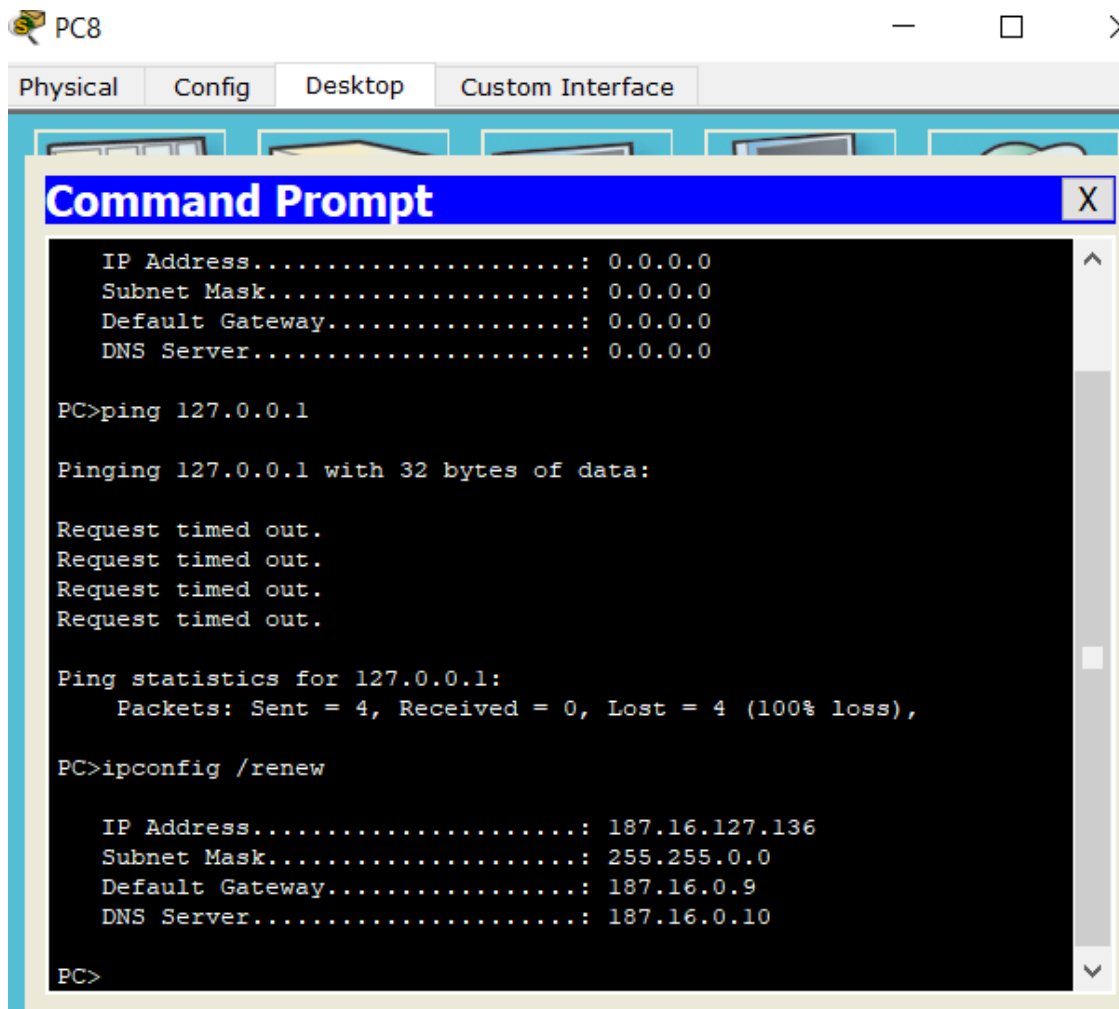 PC8
Physical Config Desktop Custom Interface
Command Prompt X
IP Address......................: 0.0.0.0
Subnet Mask.....................: 0.0.0.0
Default Gateway.................: 0.0.0.0
DNS Server......................: 0.0.0.0
PC>ping 127.0.0.1
Pinging 127.0.0.1 with 32 bytes of data:
Request timed out.
Request timed out.
Request timed out.
Request timed out.
Ping statistics for 127.0.0.1:
Packets: Sent = 4, Received = 0, Lost = 4 (100% loss),
PC>ipconfig /renew
IP Address......................: 187.16.127.136
Subnet Mask.....................: 255.255.0.0
Default Gateway.................: 187.16.0.9
DNS Server......................: 187.16.0.10
PC>